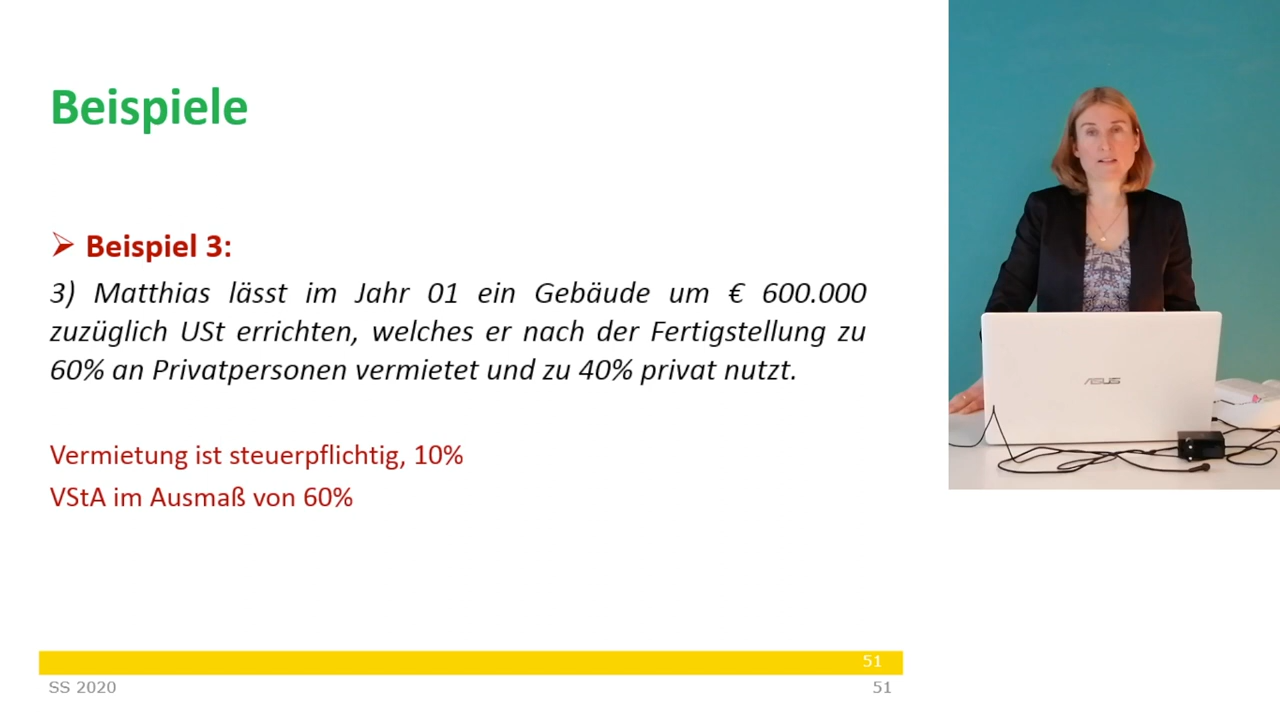 Beispiele
➢ Beispiel 3:
3) Matthias lässt im Jahr 01 ein Gebäude um € 600.000
zuzüglich USt errichten, welches er nach der Fertigstellung zu
60% an Privatpersonen vermietet und zu 40% privat nutzt.
Vermietung ist steuerpflichtig, 10%
VStA im Ausmaß von 60%
51
SS 2020
51
ASUS